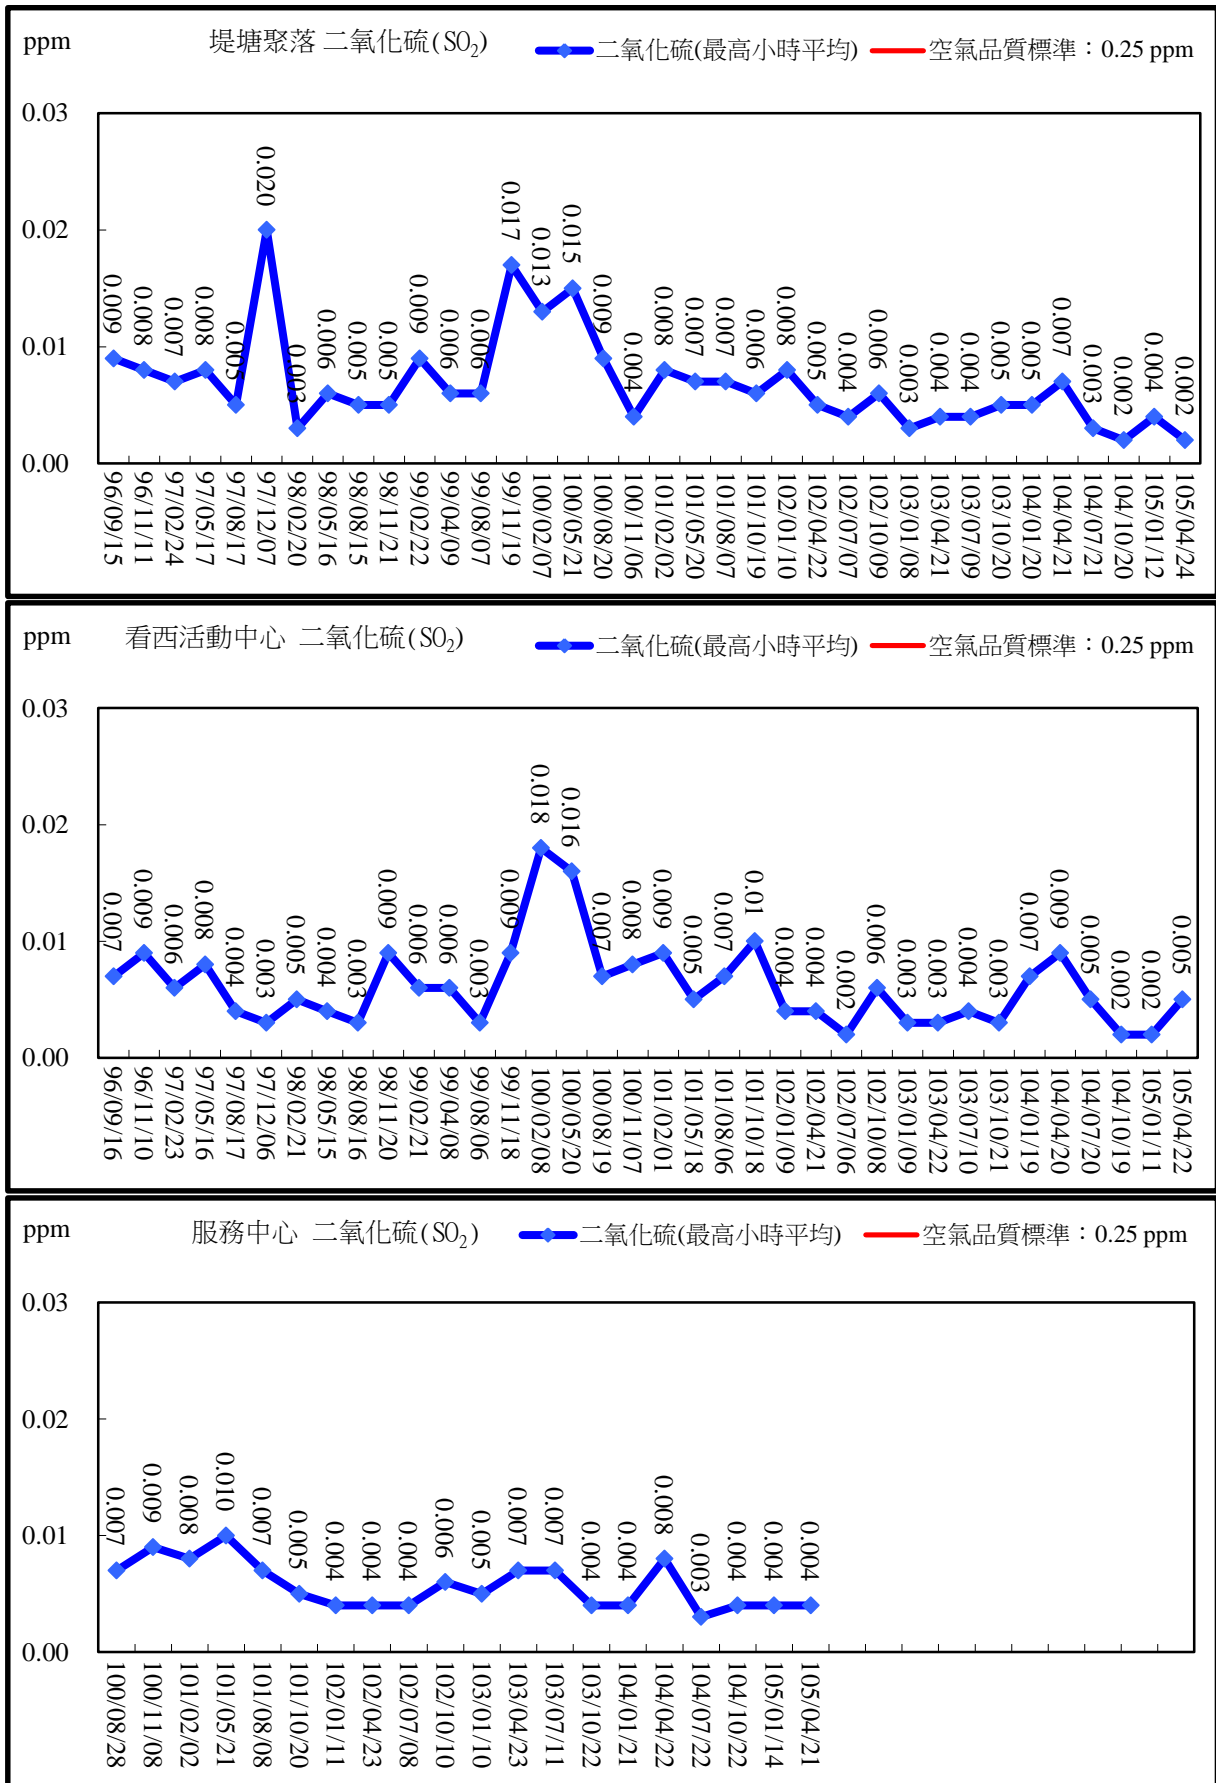 ppm 堤塘聚落 二氧化硫(SO₂) 二氧化硫(最高小時平均) 空氣品質標準：0.25 ppm
0.03
0.02
0.01
0.00
0.009 0.008 0.007 0.008 0.005 0.020 0.003 0.006 0.005 0.005 0.009 0.006 0.006 0.017 0.013 0.015 0.009 0.004 0.008 0.007 0.007 0.006 0.008 0.005 0.004 0.006 0.003 0.004 0.004 0.005 0.005 0.007 0.003 0.002 0.004 0.002
96/09/15 96/11/11 97/02/24 97/05/17 97/08/17 97/12/07 98/02/20 98/05/16 98/08/15 98/11/21 99/02/22 99/04/09 99/08/07 99/11/19 100/02/07 100/05/21 100/08/20 100/11/06 101/02/02 101/05/20 101/08/07 101/10/19 102/01/10 102/04/22 102/07/07 102/10/09 103/01/08 103/04/21 103/07/09 103/10/20 104/01/20 104/04/21 104/07/21 104/10/20 105/01/12 105/04/24
ppm 看西活動中心 二氧化硫(SO₂) 二氧化硫(最高小時平均) 空氣品質標準：0.25 ppm
0.03
0.02
0.01
0.00
0.007 0.009 0.006 0.008 0.004 0.003 0.005 0.004 0.003 0.009 0.006 0.006 0.003 0.009 0.018 0.016 0.007 0.008 0.009 0.005 0.007 0.01 0.004 0.004 0.002 0.006 0.003 0.003 0.004 0.003 0.007 0.009 0.005 0.002 0.002 0.005
96/09/16 96/11/10 97/02/23 97/05/16 97/08/17 97/12/06 98/02/21 98/05/15 98/08/16 98/11/20 99/02/21 99/04/08 99/08/06 99/11/18 100/02/08 100/05/20 100/08/19 100/11/07 101/02/01 101/05/18 101/08/06 101/10/18 102/01/09 102/04/21 102/07/06 102/10/08 103/01/09 103/04/22 103/07/10 103/10/21 104/01/19 104/04/20 104/07/20 104/10/19 105/01/11 105/04/22
ppm 服務中心 二氧化硫(SO₂) 二氧化硫(最高小時平均) 空氣品質標準：0.25 ppm
0.03
0.02
0.01
0.00
0.007 0.009 0.008 0.010 0.007 0.005 0.004 0.004 0.004 0.006 0.005 0.007 0.007 0.004 0.004 0.008 0.003 0.004 0.004 0.004
100/08/28 100/11/08 101/02/02 101/05/21 101/08/08 101/10/20 102/01/11 102/04/23 102/07/08 102/10/10 103/01/10 103/04/23 103/07/11 103/10/22 104/01/21 104/04/22 104/07/22 104/10/22 105/01/14 105/04/21